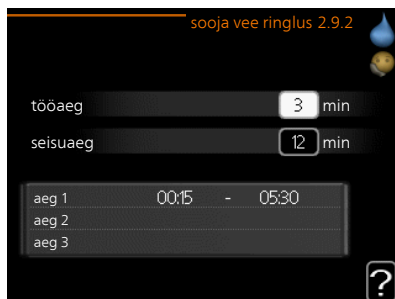 sooja vee ringlus 2.9.2
tööaeg 3 min
seisuaeg 12 min
aeg 1 00:15 - 05:30
aeg 2
aeg 3
?